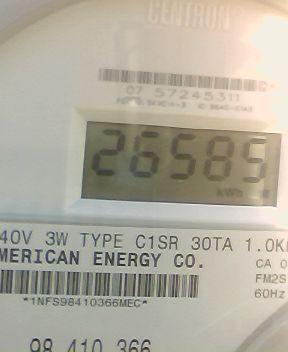 CENTRON
07 57245311
26585
kWh
40V 3W TYPE C1SR 30TA 1.0K
MERICAN ENERGY CO.
CA 0
FM2S
60Hz
*1NFS98410366MEC*
98 410 366